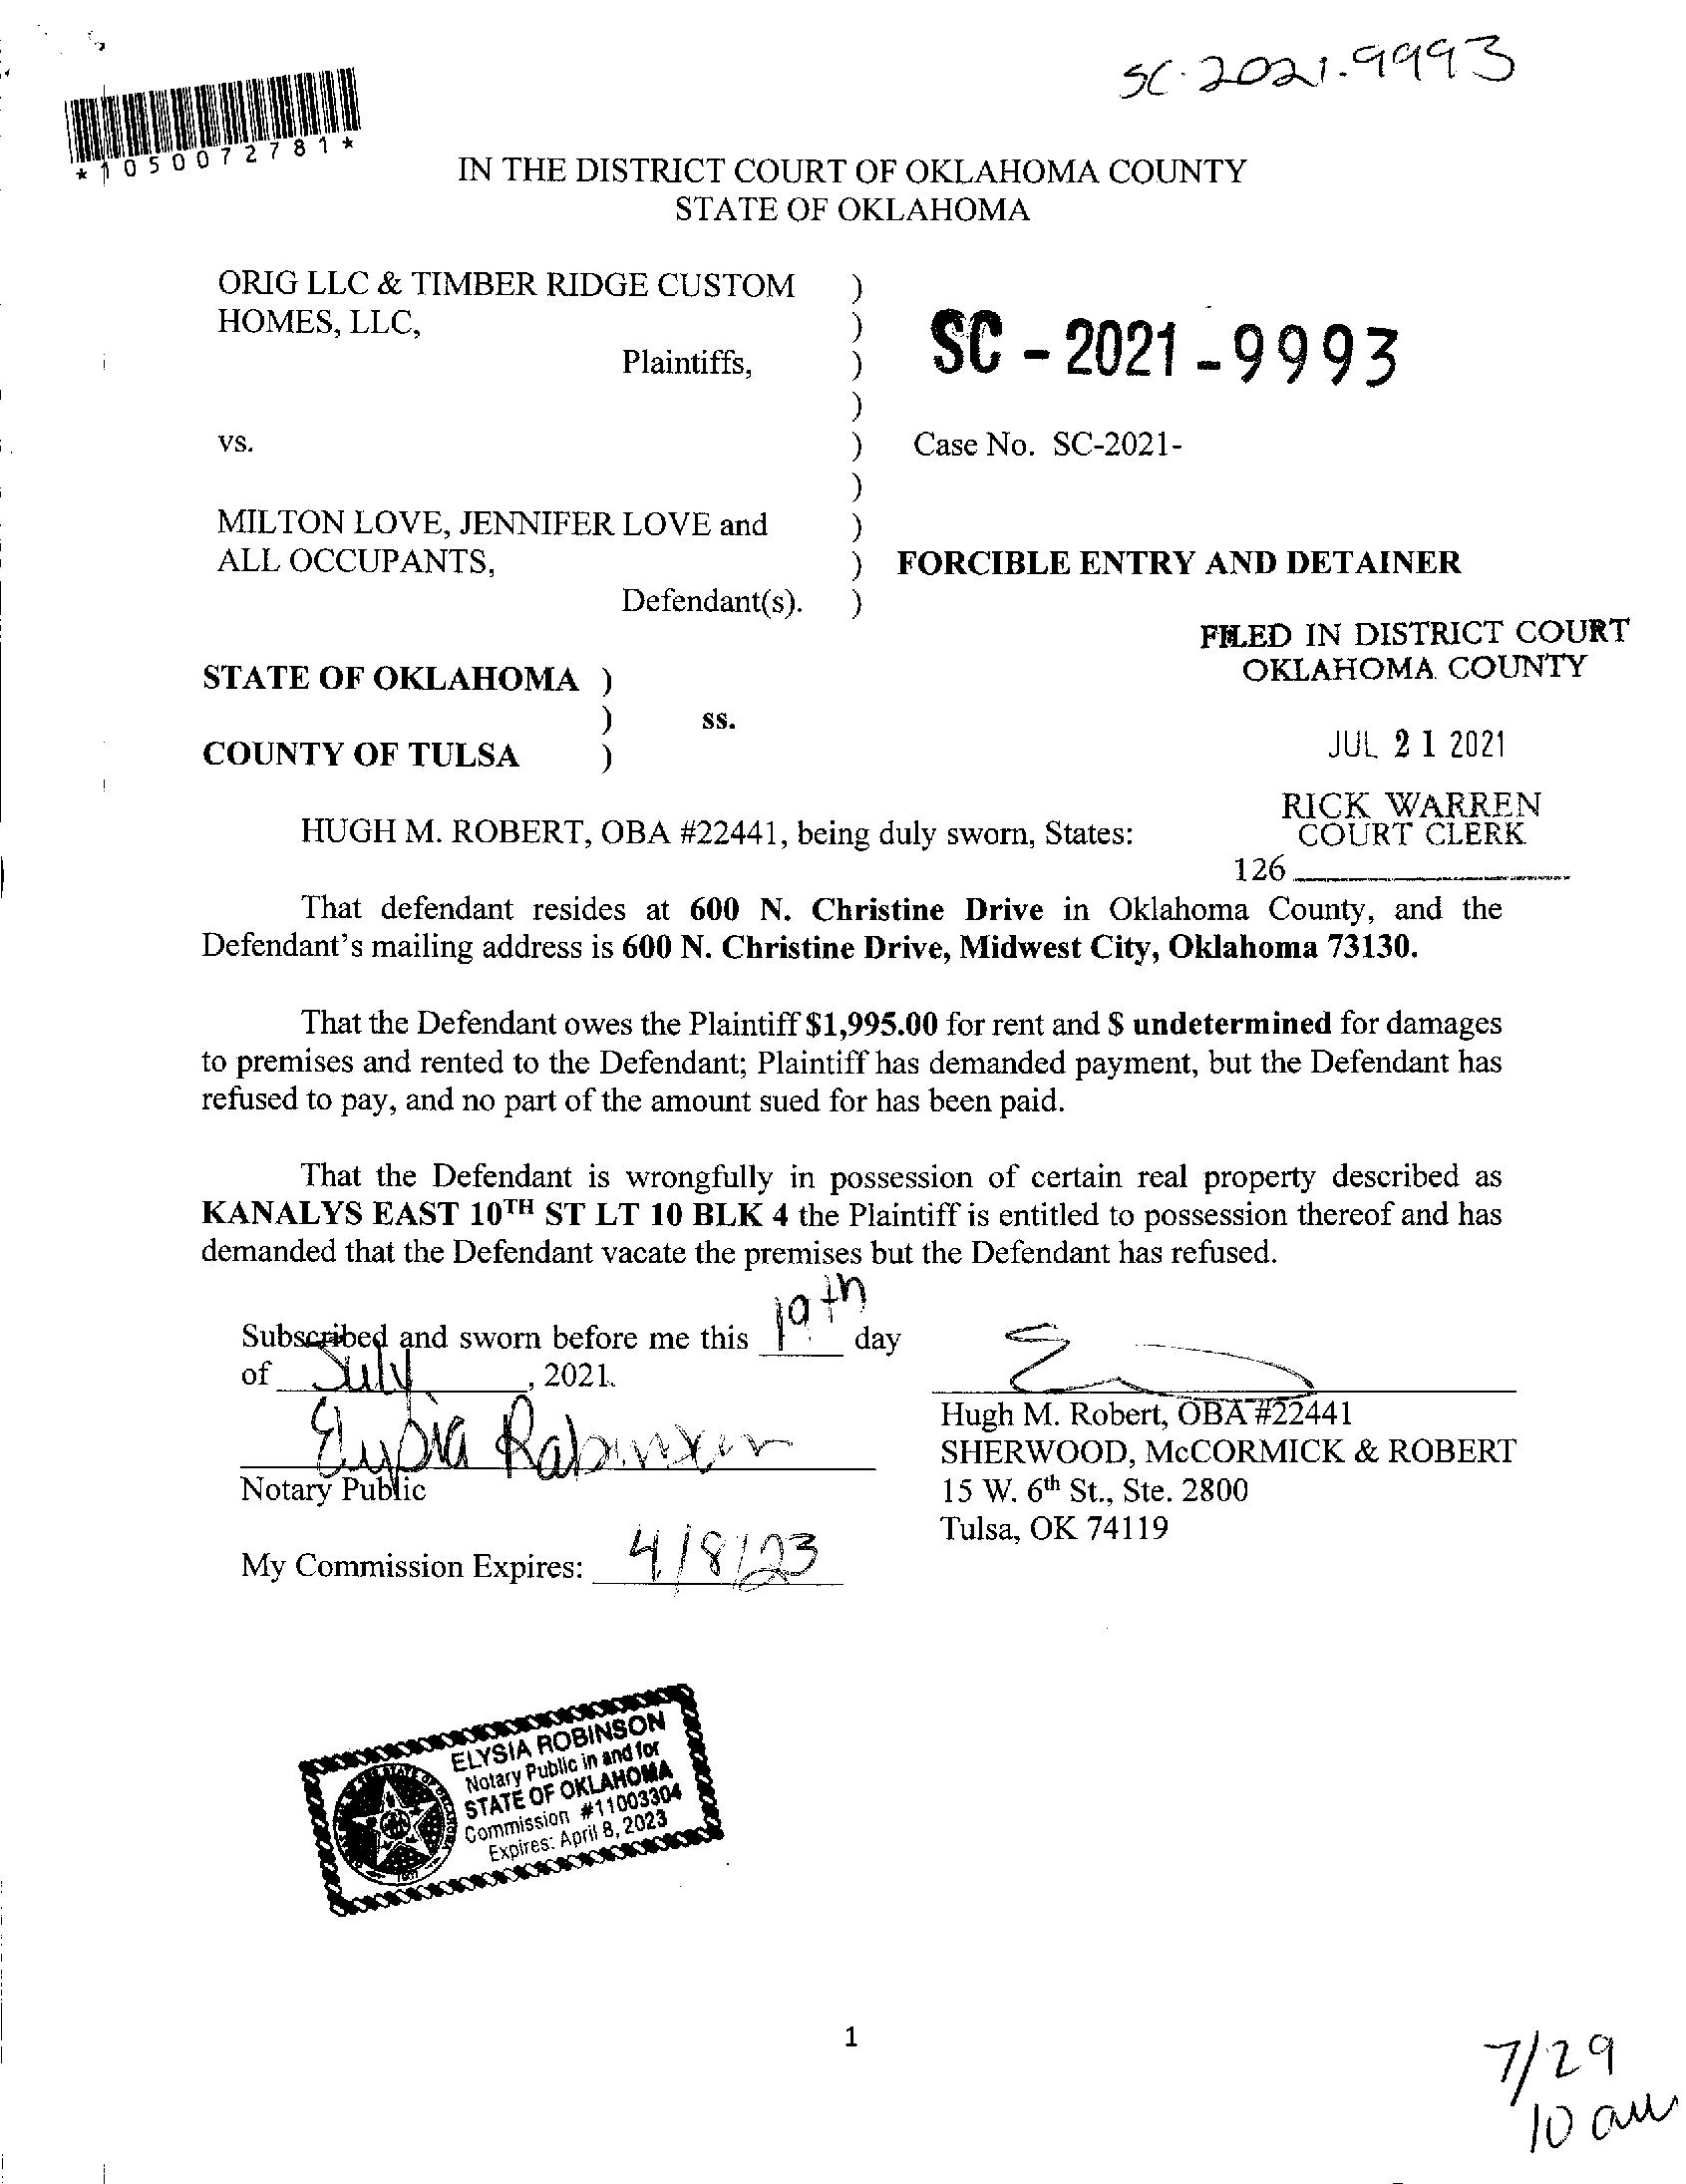 SC-2021-9993
*1050072781*
IN THE DISTRICT COURT OF OKLAHOMA COUNTY
STATE OF OKLAHOMA
ORIG LLC & TIMBER RIDGE CUSTOM )
HOMES, LLC, )
Plaintiffs, ) SC - 2021 - 9993
)
vs. ) Case No. SC-2021-
)
MILTON LOVE, JENNIFER LOVE and )
ALL OCCUPANTS, ) FORCIBLE ENTRY AND DETAINER
Defendant(s). )
FILED IN DISTRICT COURT
OKLAHOMA COUNTY
STATE OF OKLAHOMA )
) ss.
COUNTY OF TULSA )
JUL 21 2021
RICK WARREN
COURT CLERK
126
HUGH M. ROBERT, OBA #22441, being duly sworn, States:
That defendant resides at 600 N. Christine Drive in Oklahoma County, and the
Defendant's mailing address is 600 N. Christine Drive, Midwest City, Oklahoma 73130.
That the Defendant owes the Plaintiff $1,995.00 for rent and $ undetermined for damages
to premises and rented to the Defendant; Plaintiff has demanded payment, but the Defendant has
refused to pay, and no part of the amount sued for has been paid.
That the Defendant is wrongfully in possession of certain real property described as
KANALYS EAST 10TH ST LT 10 BLK 4 the Plaintiff is entitled to possession thereof and has
demanded that the Defendant vacate the premises but the Defendant has refused.
Subscribed and sworn before me this 19th day
of July, 2021.
Elysia Robinson
Notary Public
My Commission Expires: 4/8/23
Hugh M. Robert, OBA #22441
SHERWOOD, McCORMICK & ROBERT
15 W. 6th St., Ste. 2800
Tulsa, OK 74119
ELYSIA ROBINSON
Notary Public in and for
STATE OF OKLAHOMA
Commission #11003304
Expires: April 8, 2023
1
7/29
10 am